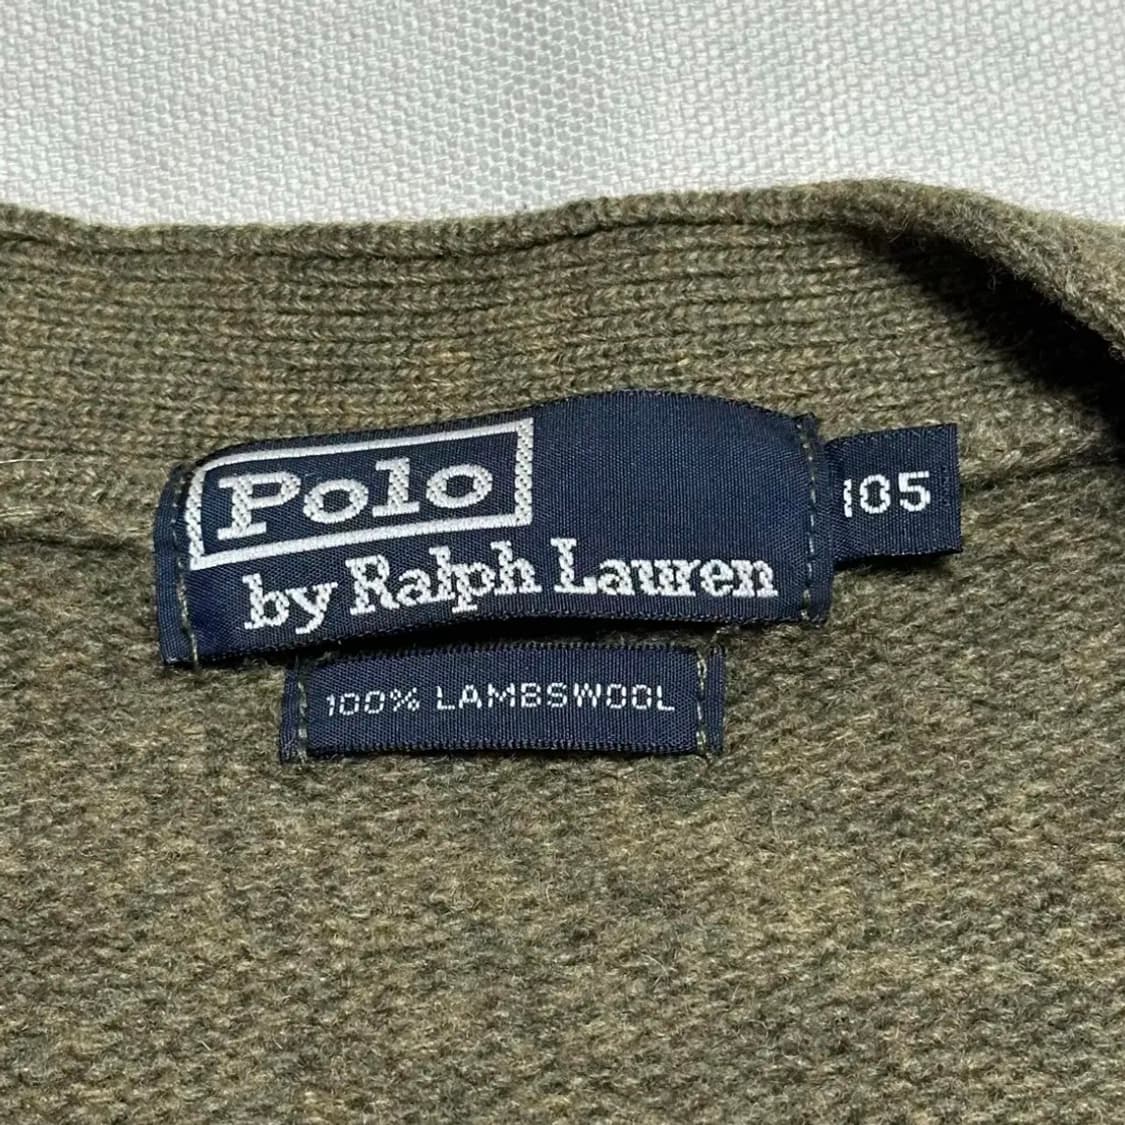 Polo
by Ralph Lauren
105
100% LAMBSWOOL